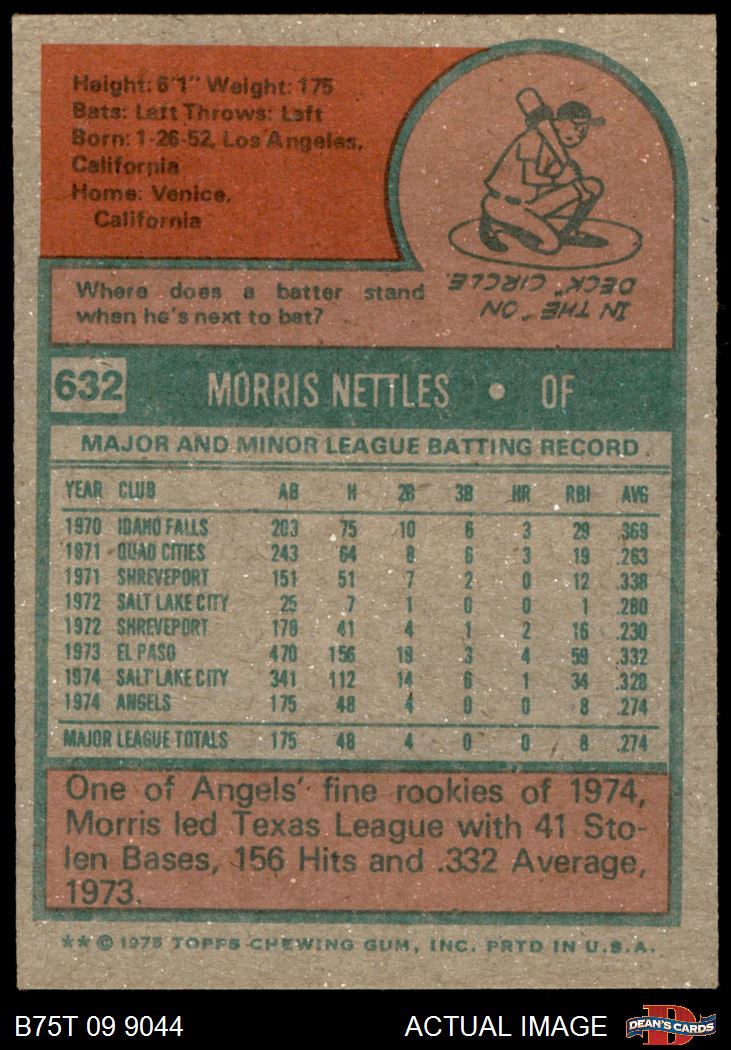 Height: 6'1" Weight: 175
Bats: Left Throws: Left
Born: 1-26-52, Los Angeles,
California
Home: Venice,
California
Where does a batter stand
when he's next to bat?
IN THE "ON
DECK" CIRCLE.
632 MORRIS NETTLES • OF
MAJOR AND MINOR LEAGUE BATTING RECORD
YEAR CLUB AB H 2B 3B HR RBI AVG
1970 IDAHO FALLS 203 75 10 6 3 29 .369
1971 QUAD CITIES 243 64 8 6 3 19 .263
1971 SHREVEPORT 151 51 7 2 0 12 .338
1972 SALT LAKE CITY 25 7 1 0 0 1 .280
1972 SHREVEPORT 178 41 4 1 2 16 .230
1973 EL PASO 470 156 19 3 4 59 .332
1974 SALT LAKE CITY 341 112 14 6 1 34 .328
1974 ANGELS 175 48 4 0 0 8 .274
MAJOR LEAGUE TOTALS 175 48 4 0 0 8 .274
One of Angels' fine rookies of 1974,
Morris led Texas League with 41 Sto-
len Bases, 156 Hits and .332 Average,
1973.
** © 1975 TOPPS CHEWING GUM, INC. PRTD IN U.S.A.
B75T 09 9044 ACTUAL IMAGE DEAN'S CARDS